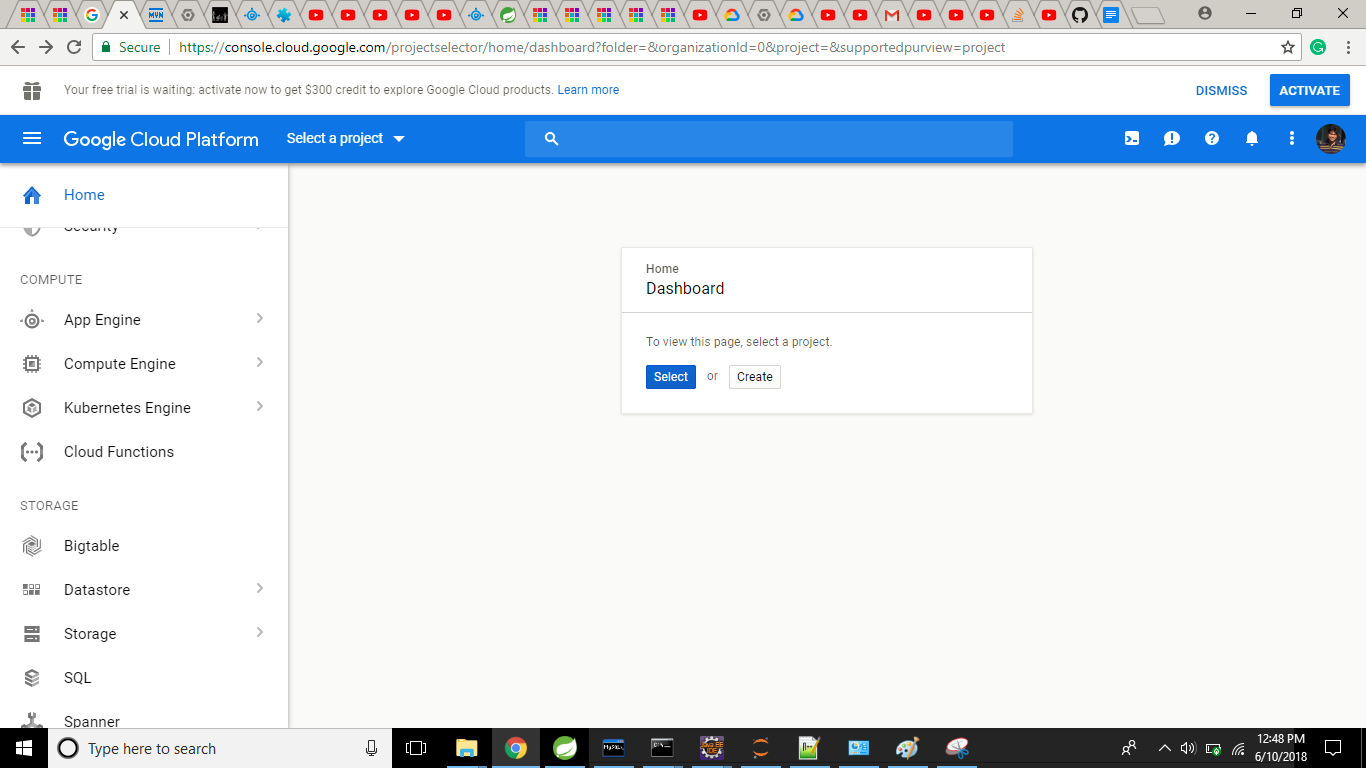 MVN
Secure
https://console.cloud.google.com/projectselector/home/dashboard?folder=&organizationId=0&project=&supportedpurview=project
Your free trial is waiting: activate now to get $300 credit to explore Google Cloud products. Learn more
DISMISS
ACTIVATE
Google Cloud Platform
Select a project
Home
Security
COMPUTE
App Engine
Compute Engine
Kubernetes Engine
Cloud Functions
STORAGE
Bigtable
Datastore
Storage
SQL
Spanner
Home
Dashboard
To view this page, select a project.
Select or Create
Type here to search
12:48 PM
6/10/2018